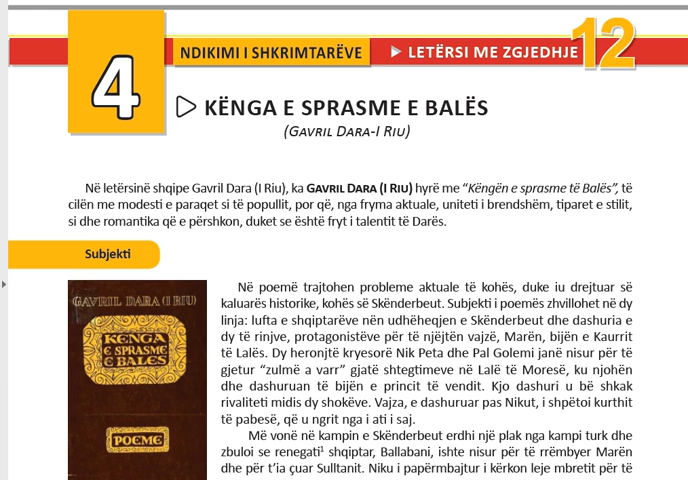 4
NDIKIMI I SHKRIMTARËVE
LETËRSI ME ZGJEDHJE
12
KËNGA E SPRASME E BALËS
(GAVRIL DARA-I RIU)
Në letërsinë shqipe Gavril Dara (I Riu), ka GAVRIL DARA (I RIU) hyrë me “Këngën e sprasme të Balës”, të
cilën me modesti e paraqet si të popullit, por që, nga fryma aktuale, uniteti i brendshëm, tiparet e stilit,
si dhe romantika që e përshkon, duket se është fryt i talentit të Darës.
Subjekti
GAVRIL DARA (I RIU)
KENGA
E SPRASME
E BALES
POEME
Në poemë trajtohen probleme aktuale të kohës, duke iu drejtuar së
kaluarës historike, kohës së Skënderbeut. Subjekti i poemës zhvillohet në dy
linja: lufta e shqiptarëve nën udhëheqjen e Skënderbeut dhe dashuria e
dy të rinjve, protagonistëve për të njëjtën vajzë, Marën, bijën e Kaurrit
të Lalës. Dy heronjtë kryesorë Nik Peta dhe Pal Golemi janë nisur për të
gjetur “zulmë a varr” gjatë shtegtimeve në Lalë të Moresë, ku njohën
dhe dashuruan të bijën e princit të vendit. Kjo dashuri u bë shkak
rivaliteti midis dy shokëve. Vajza, e dashuruar pas Nikut, i shpëtoi kurthit
të pabesë, që u ngrit nga i ati i saj.
Më vonë në kampin e Skënderbeut erdhi një plak nga kampi turk dhe
zbuloi se renegati¹ shqiptar, Ballabani, ishte nisur për të rrëmbyer Marën
dhe për t’ia çuar Sulltanit. Niku i papërmbajtur i kërkon leje mbretit për të